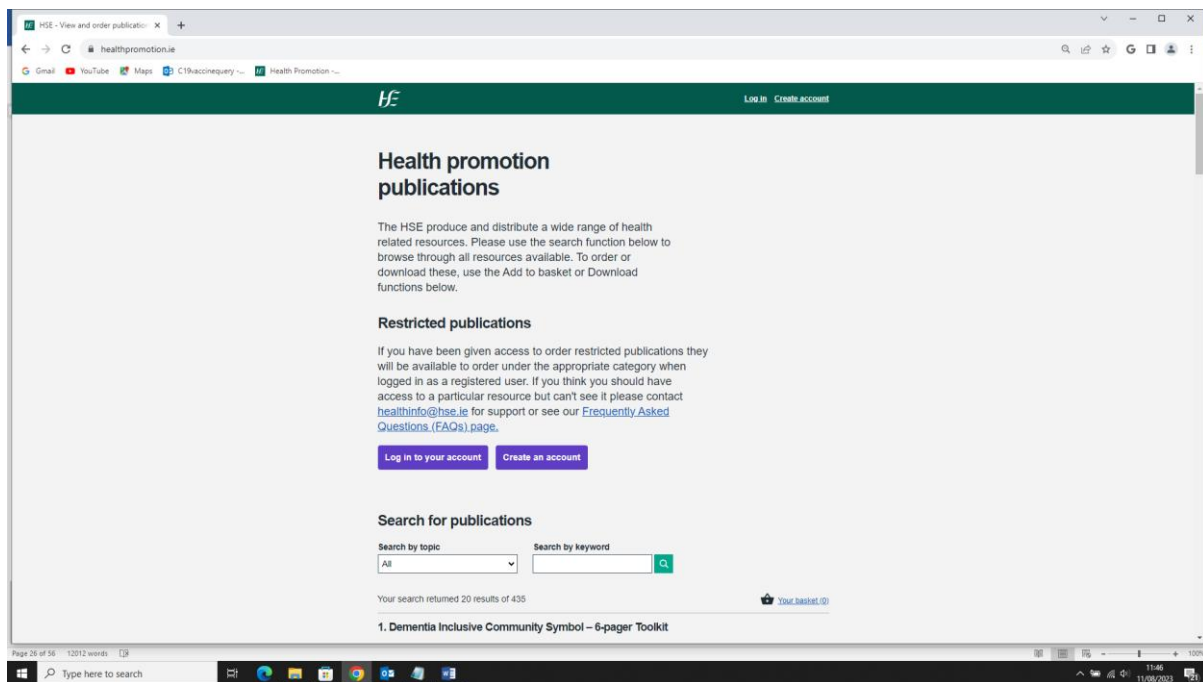 HSE - View and order publication
healthpromotion.ie
Gmail YouTube Maps C19vaccinequery -... Health Promotion -...
Log in Create account
Health promotion
publications
The HSE produce and distribute a wide range of health
related resources. Please use the search function below to
browse through all resources available. To order or
download these, use the Add to basket or Download
functions below.
Restricted publications
If you have been given access to order restricted publications they
will be available to order under the appropriate category when
logged in as a registered user. If you think you should have
access to a particular resource but can't see it please contact
healthinfo@hse.ie for support or see our Frequently Asked
Questions (FAQs) page.
Log in to your account Create an account
Search for publications
Search by topic Search by keyword
All
Your search returned 20 results of 435 Your basket (0)
1. Dementia Inclusive Community Symbol – 6-pager Toolkit
Page 26 of 56 12012 words 100%
Type here to search 11:46
11/08/2023